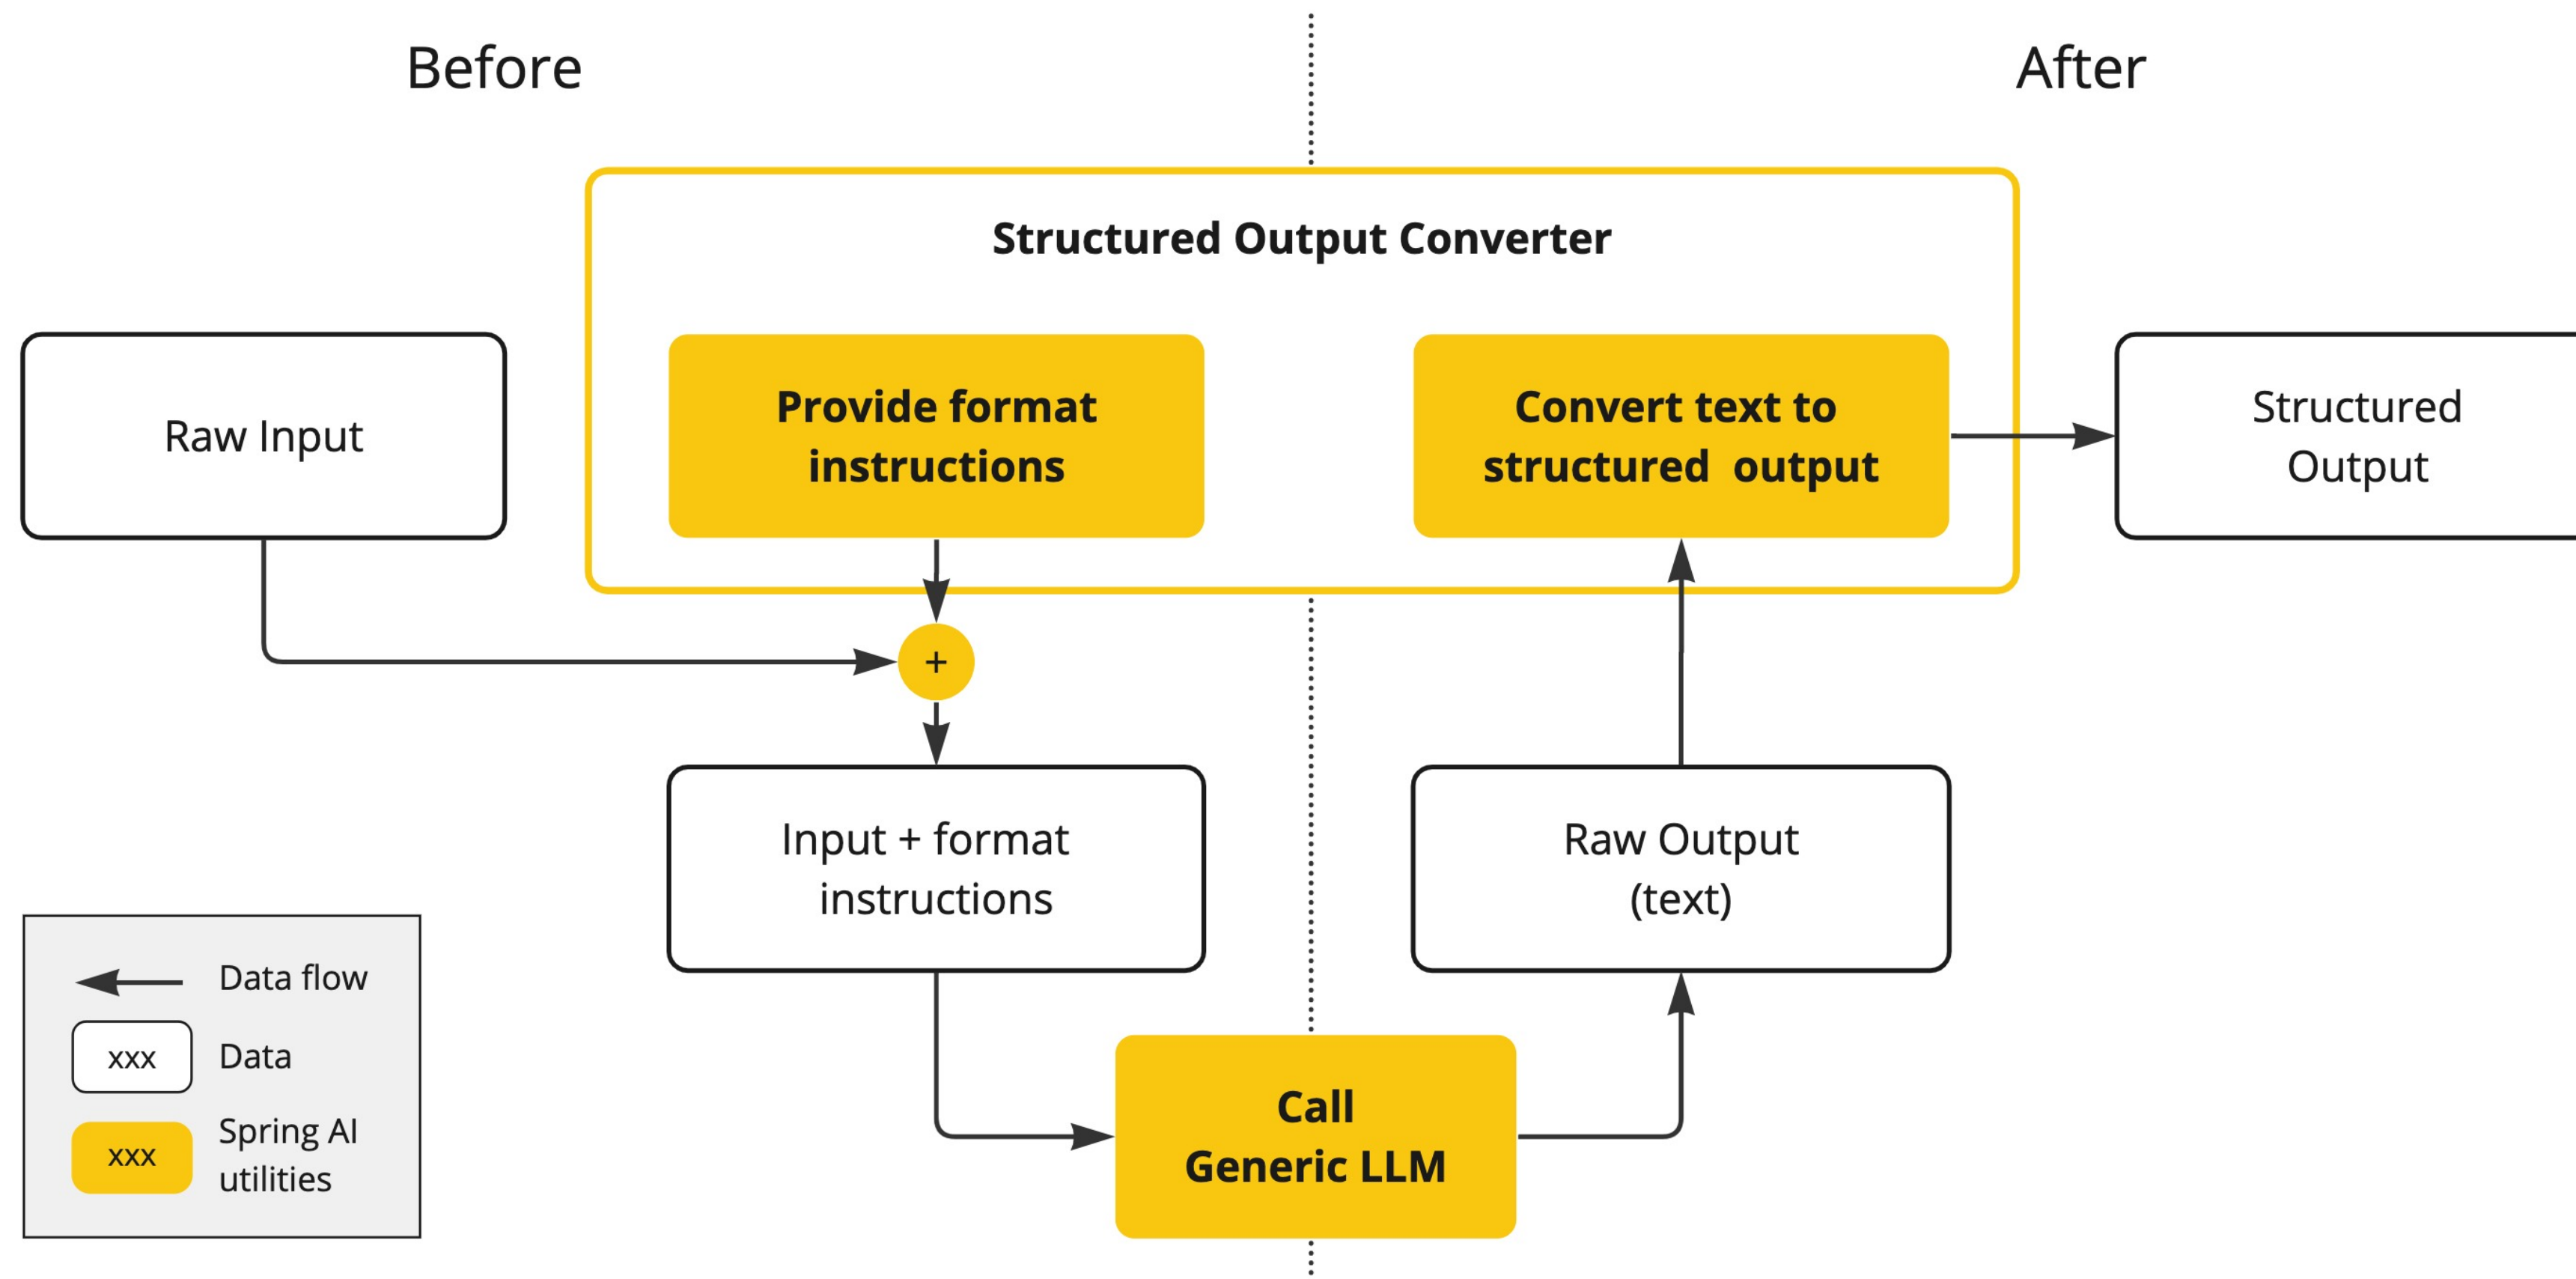 Before
After
Structured Output Converter
Raw Input
Provide format
instructions
Convert text to
structured output
Structured
Output
+
Input + format
instructions
Raw Output
(text)
Call
Generic LLM
Data flow
xxx
Data
xxx
Spring AI
utilities